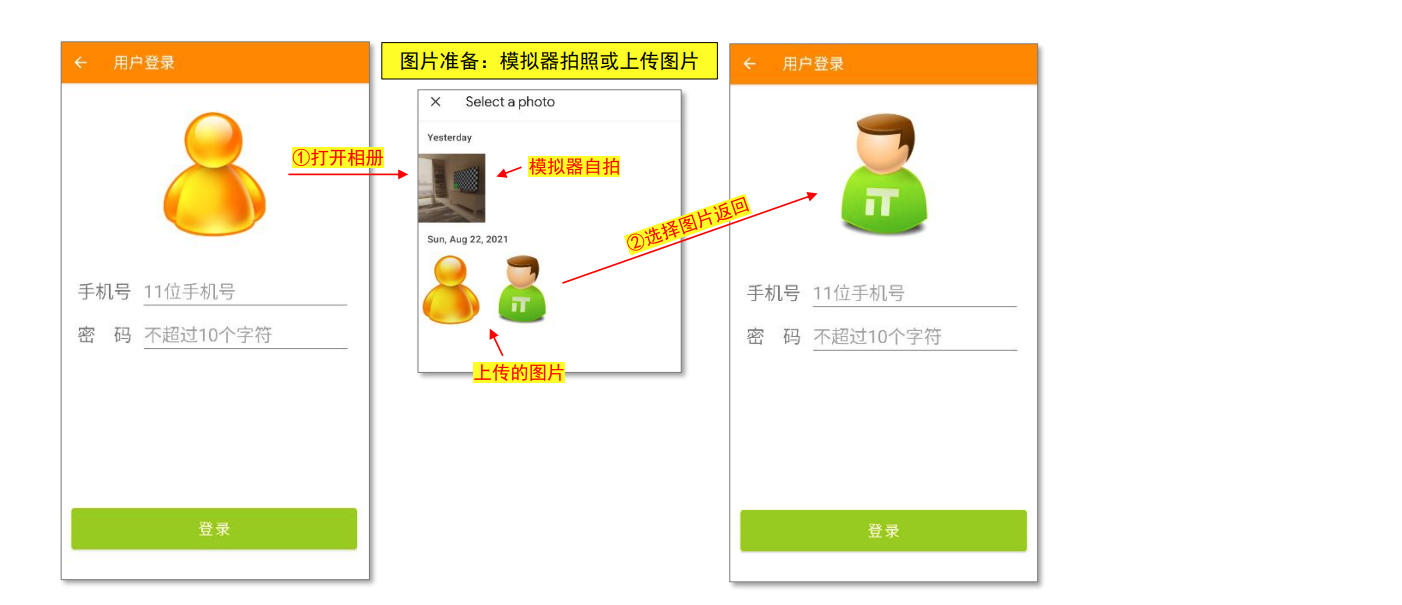 用户登录
手机号 11位手机号
密 码 不超过10个字符
登录
①打开相册
图片准备：模拟器拍照或上传图片
Select a photo
Yesterday
模拟器自拍
Sun, Aug 22, 2021
iT
上传的图片
②选择图片返回
用户登录
iT
手机号 11位手机号
密 码 不超过10个字符
登录